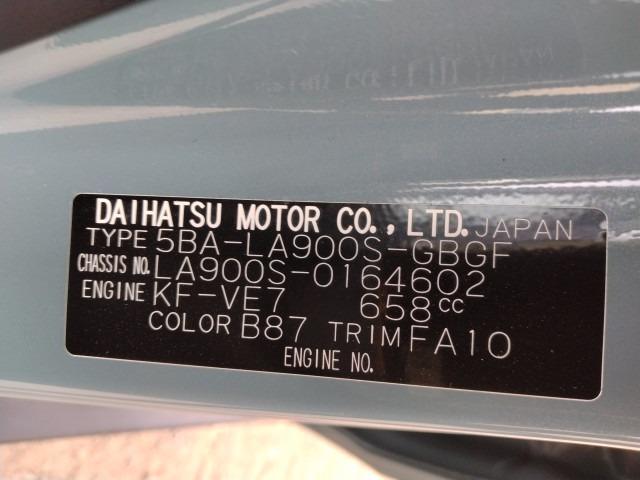 DAIHATSU MOTOR CO., LTD. JAPAN
TYPE 5BA-LA900S-GBGF
CHASSIS NO. LA900S-0164602
ENGINE KF-VE7 658cc
COLOR B87 TRIM FA10
ENGINE NO.